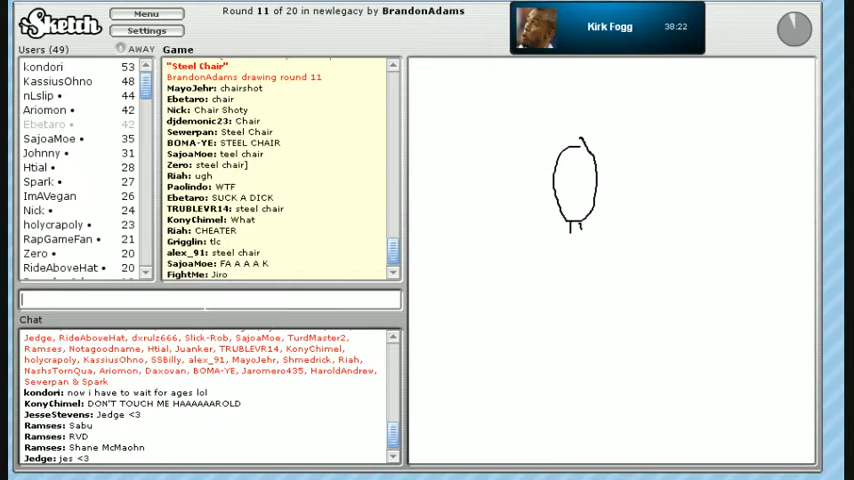 iSketch
Menu
Settings
Round 11 of 20 in newlegacy by BrandonAdams
Kirk Fogg
38:22
Users (49)
AWAY
Game
kondori 53
KassiusOhno 48
nLslip • 44
Ariomon • 42
Ebetaro • 42
SajoaMoe • 35
Johnny • 31
Htial • 28
Spark • 27
ImAVegan 26
Nick • 24
holycrapoly • 23
RapGameFan • 21
Zero • 20
RideAboveHat • 20
"Steel Chair"
BrandonAdams drawing round 11
MayoJehr: chairshot
Ebetaro: chair
Nick: Chair Shoty
djdemonic23: Chair
Sewerpan: Steel Chair
BOMA-YE: STEEL CHAIR
SajoaMoe: teel chair
Zero: steel chair]
Riah: ugh
Paolindo: WTF
Ebetaro: SUCK A DICK
TRUBLEVR14: steel chair
KonyChimel: What
Riah: CHEATER
Grigglin: tlc
alex_91: steel chair
SajoaMoe: FA A A A K
FightMe: Jiro
Chat
Jedge, RideAboveHat, dxrulz666, Slick-Rob, SajoaMoe, TurdMaster2,
Ramses, Notagoodname, Htial, Juanker, TRUBLEVR14, KonyChimel,
holycrapoly, KassiusOhno, SSBilly, alex_91, MayoJehr, Shmedrick, Riah,
NashsTornQua, Ariomon, Daxovan, BOMA-YE, Jaromero435, HaroldAndrew,
Sewerpan & Spark
kondori: now i have to wait for ages lol
KonyChimel: DON'T TOUCH ME HAAAAAAROLD
JesseStevens: Jedge <3
Ramses: Sabu
Ramses: RVD
Ramses: Shane McMaohn
Jedge: jes <3